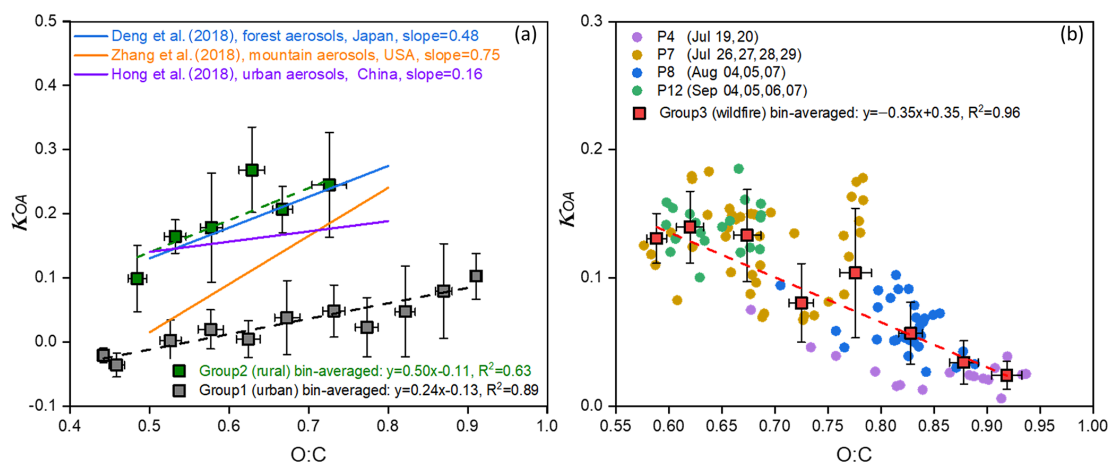 (a)
Deng et al. (2018), forest aerosols, Japan, slope=0.48
Zhang et al. (2018), mountain aerosols, USA, slope=0.75
Hong et al. (2018), urban aerosols, China, slope=0.16
Group2 (rural) bin-averaged: y=0.50x-0.11, R²=0.63
Group1 (urban) bin-averaged: y=0.24x-0.13, R²=0.89
0.5
0.4
0.3
0.2
0.1
0.0
-0.1
κOA
0.4 0.5 0.6 0.7 0.8 0.9 1.0
O:C
(b)
P4 (Jul 19,20)
P7 (Jul 26,27,28,29)
P8 (Aug 04,05,07)
P12 (Sep 04,05,06,07)
Group3 (wildfire) bin-averaged: y=−0.35x+0.35, R²=0.96
0.3
0.2
0.1
0.0
κOA
0.55 0.60 0.65 0.70 0.75 0.80 0.85 0.90 0.95 1.00
O:C